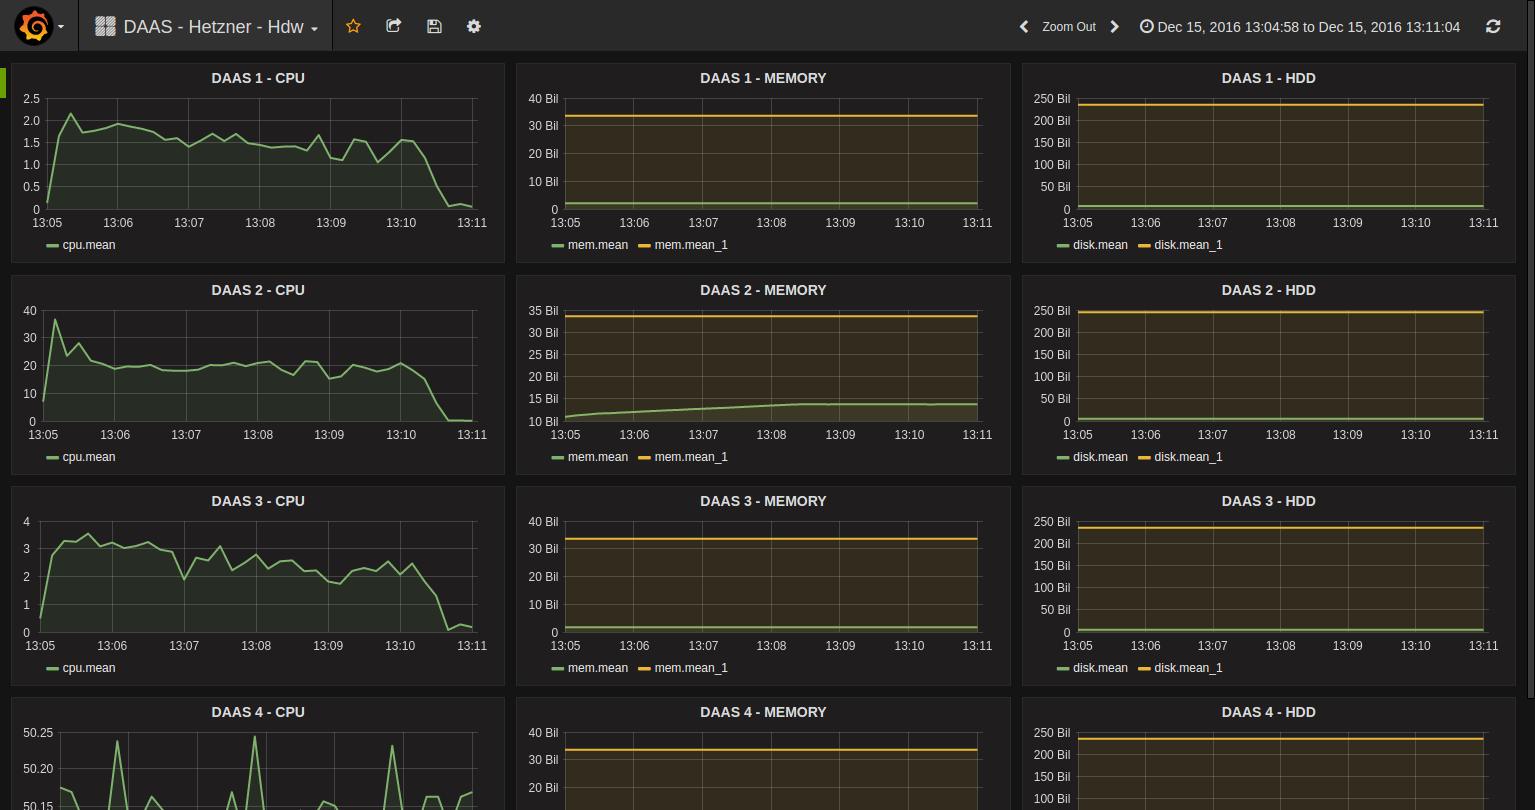 DAAS - Hetzner - Hdw
Zoom Out
Dec 15, 2016 13:04:58 to Dec 15, 2016 13:11:04
DAAS 1 - CPU
2.5
2.0
1.5
1.0
0.5
0
13:05 13:06 13:07 13:08 13:09 13:10 13:11
cpu.mean
DAAS 1 - MEMORY
40 Bil
30 Bil
20 Bil
10 Bil
0
13:05 13:06 13:07 13:08 13:09 13:10 13:11
mem.mean mem.mean_1
DAAS 1 - HDD
250 Bil
200 Bil
150 Bil
100 Bil
50 Bil
0
13:05 13:06 13:07 13:08 13:09 13:10 13:11
disk.mean disk.mean_1
DAAS 2 - CPU
40
30
20
10
0
13:05 13:06 13:07 13:08 13:09 13:10 13:11
cpu.mean
DAAS 2 - MEMORY
35 Bil
30 Bil
25 Bil
20 Bil
15 Bil
10 Bil
13:05 13:06 13:07 13:08 13:09 13:10 13:11
mem.mean mem.mean_1
DAAS 2 - HDD
250 Bil
200 Bil
150 Bil
100 Bil
50 Bil
0
13:05 13:06 13:07 13:08 13:09 13:10 13:11
disk.mean disk.mean_1
DAAS 3 - CPU
4
3
2
1
0
13:05 13:06 13:07 13:08 13:09 13:10 13:11
cpu.mean
DAAS 3 - MEMORY
40 Bil
30 Bil
20 Bil
10 Bil
0
13:05 13:06 13:07 13:08 13:09 13:10 13:11
mem.mean mem.mean_1
DAAS 3 - HDD
250 Bil
200 Bil
150 Bil
100 Bil
50 Bil
0
13:05 13:06 13:07 13:08 13:09 13:10 13:11
disk.mean disk.mean_1
DAAS 4 - CPU
50.25
50.20
50.15
DAAS 4 - MEMORY
40 Bil
30 Bil
20 Bil
DAAS 4 - HDD
250 Bil
200 Bil
150 Bil
100 Bil